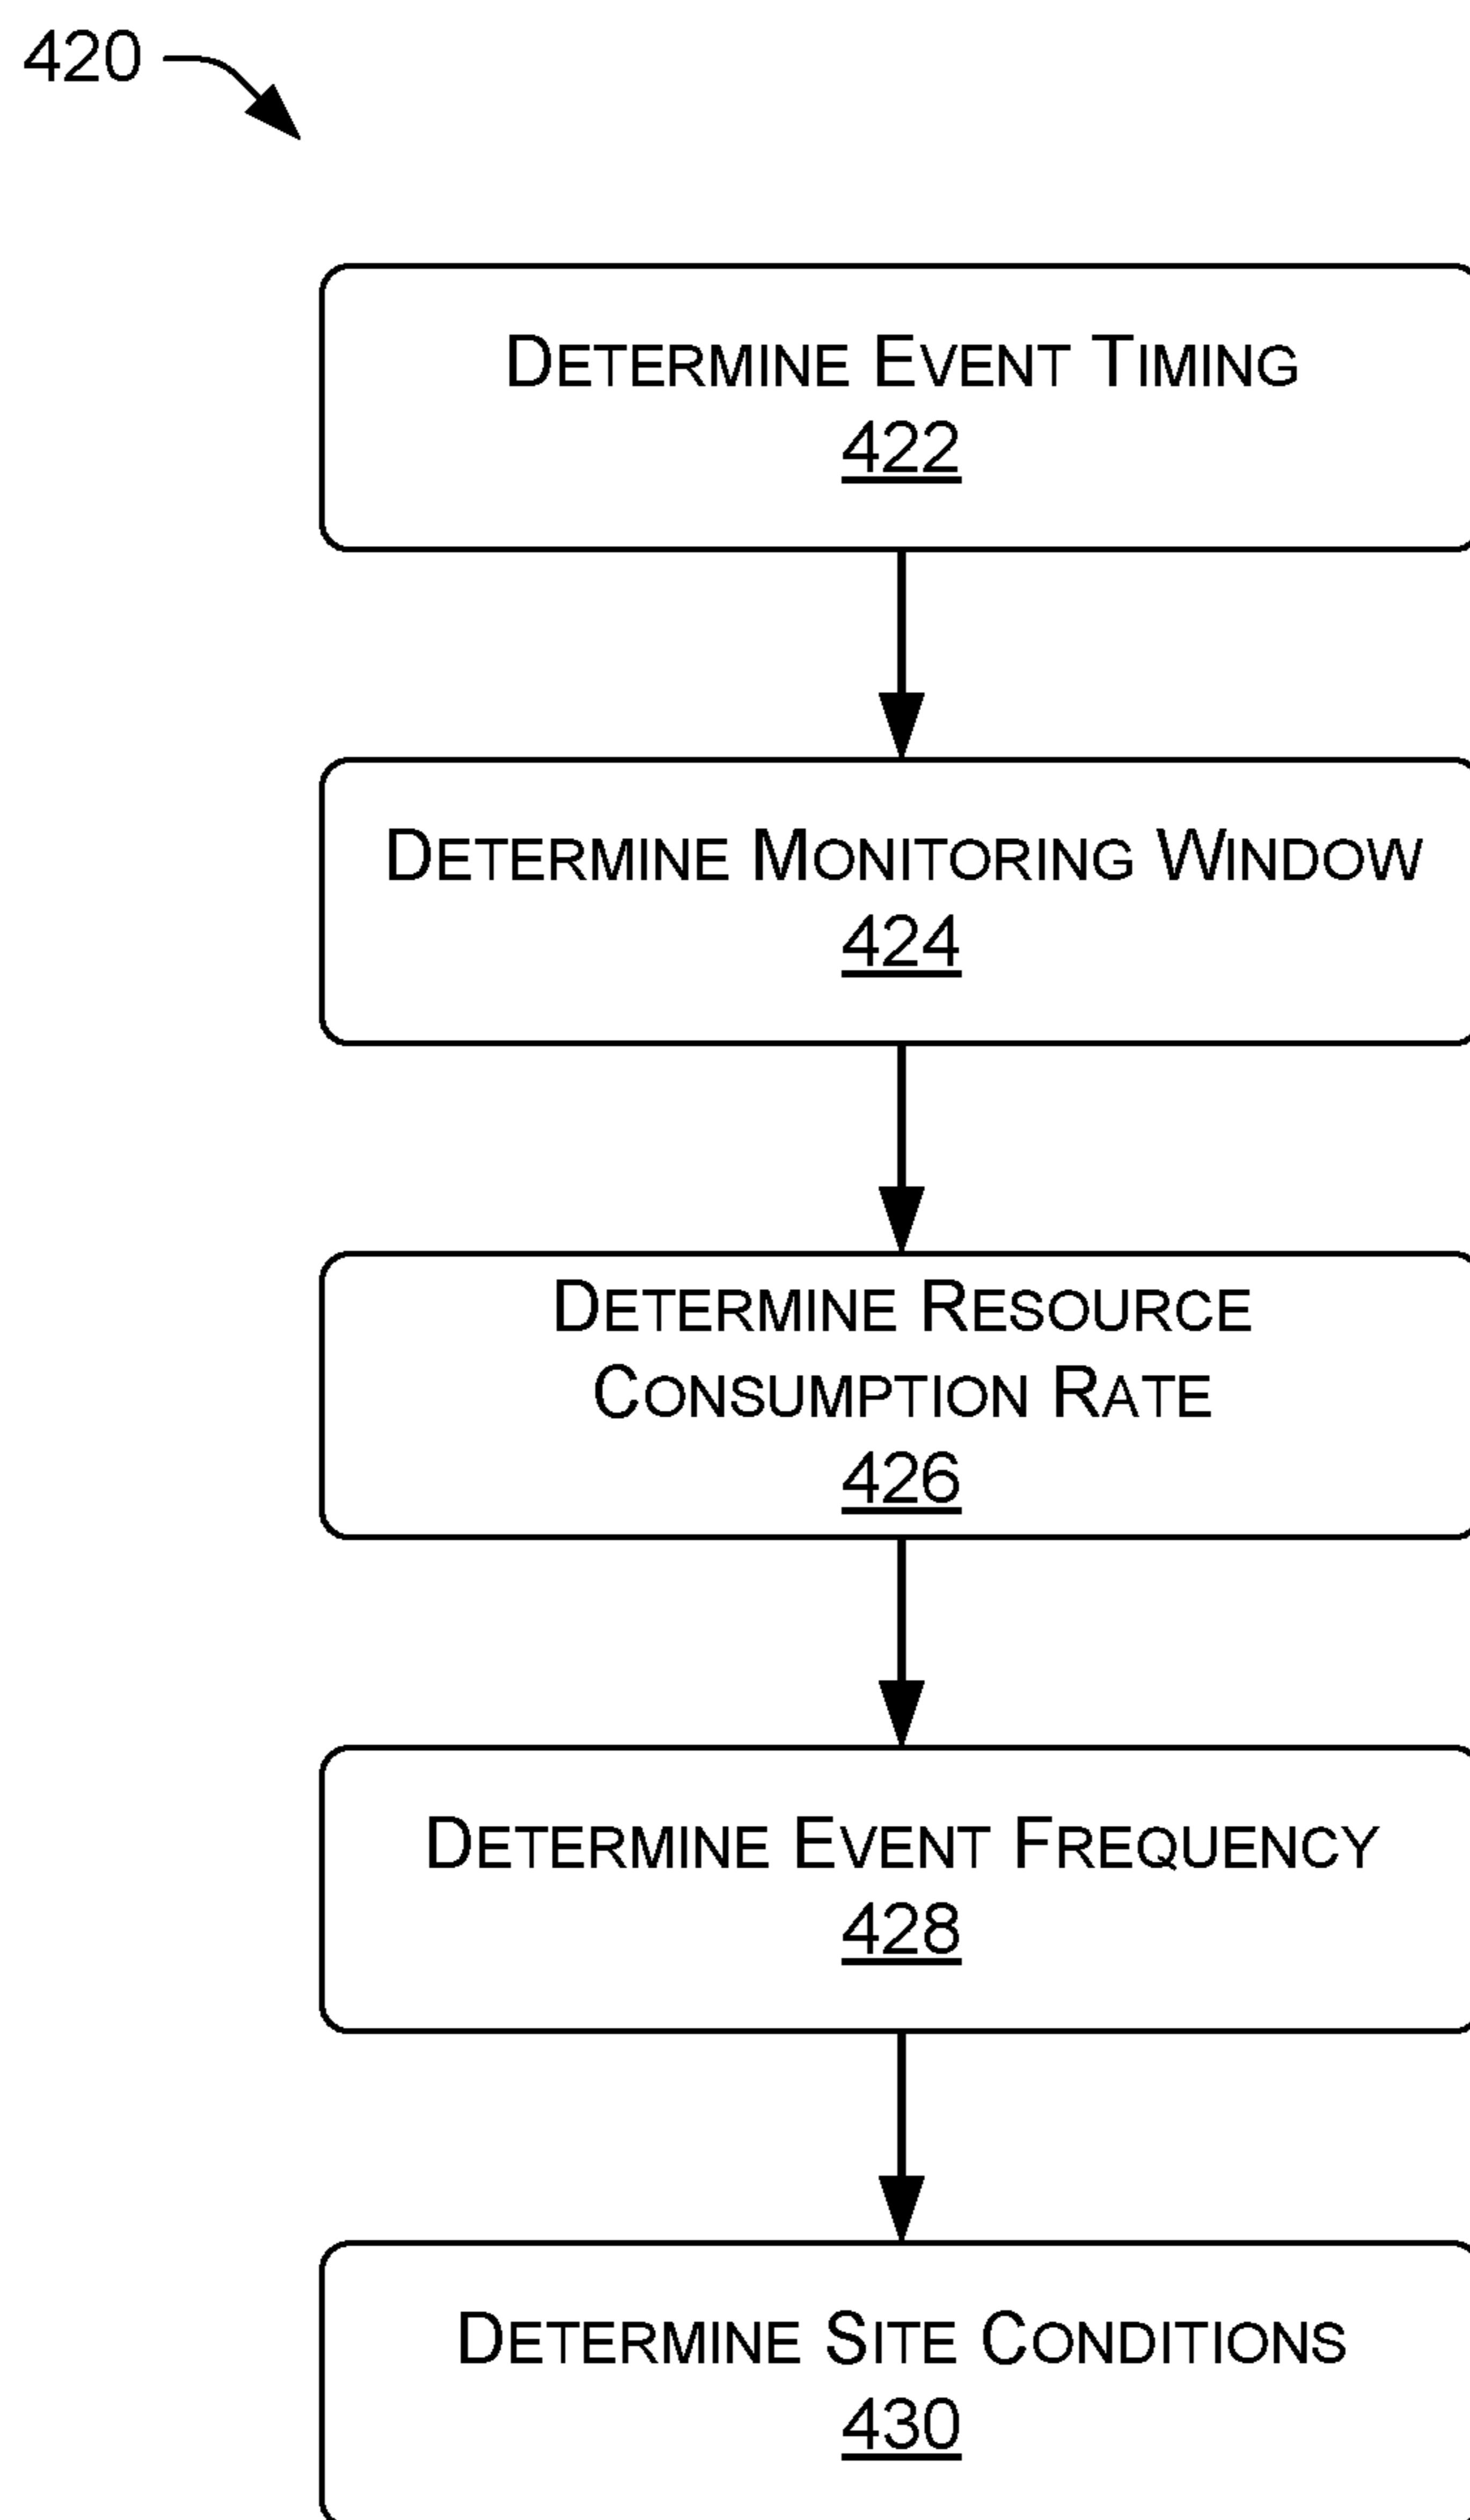 420
DETERMINE EVENT TIMING
422
DETERMINE MONITORING WINDOW
424
DETERMINE RESOURCE
CONSUMPTION RATE
426
DETERMINE EVENT FREQUENCY
428
DETERMINE SITE CONDITIONS
430